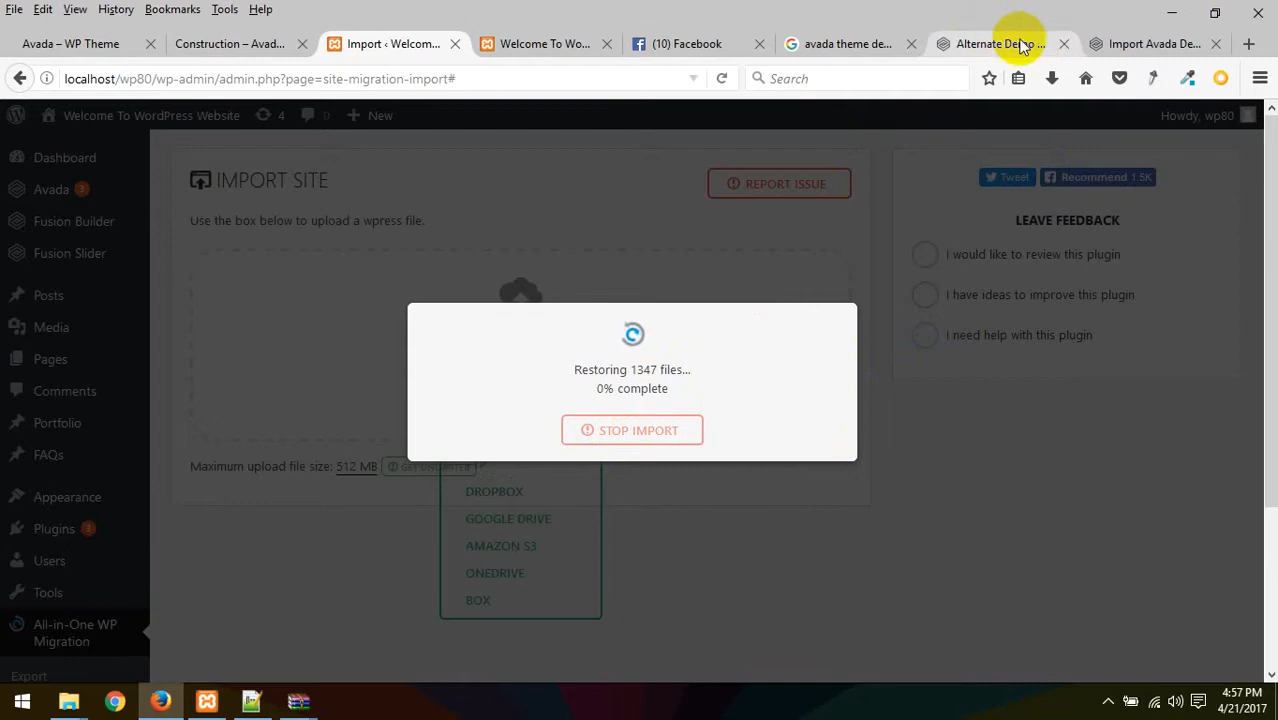 File Edit View History Bookmarks Tools Help
Avada – WP Theme
Construction – Avad...
Import ‹ Welcom...
Welcome To Wo...
(10) Facebook
avada theme de...
Alternate Demo ...
Import Avada De...
localhost/wp80/wp-admin/admin.php?page=site-migration-import#
Search
Welcome To WordPress Website
4
0
New
Howdy, wp80
Dashboard
Avada 3
Fusion Builder
Fusion Slider
Posts
Media
Pages
Comments
Portfolio
FAQs
Appearance
Plugins 3
Users
Tools
All-in-One WP
Migration
Export
IMPORT SITE
REPORT ISSUE
Use the box below to upload a wpress file.
Restoring 1347 files...
0% complete
STOP IMPORT
Maximum upload file size: 512 MB
DROPBOX
GOOGLE DRIVE
AMAZON S3
ONEDRIVE
BOX
Tweet
Recommend 1.5K
LEAVE FEEDBACK
I would like to review this plugin
I have ideas to improve this plugin
I need help with this plugin
4:57 PM
4/21/2017